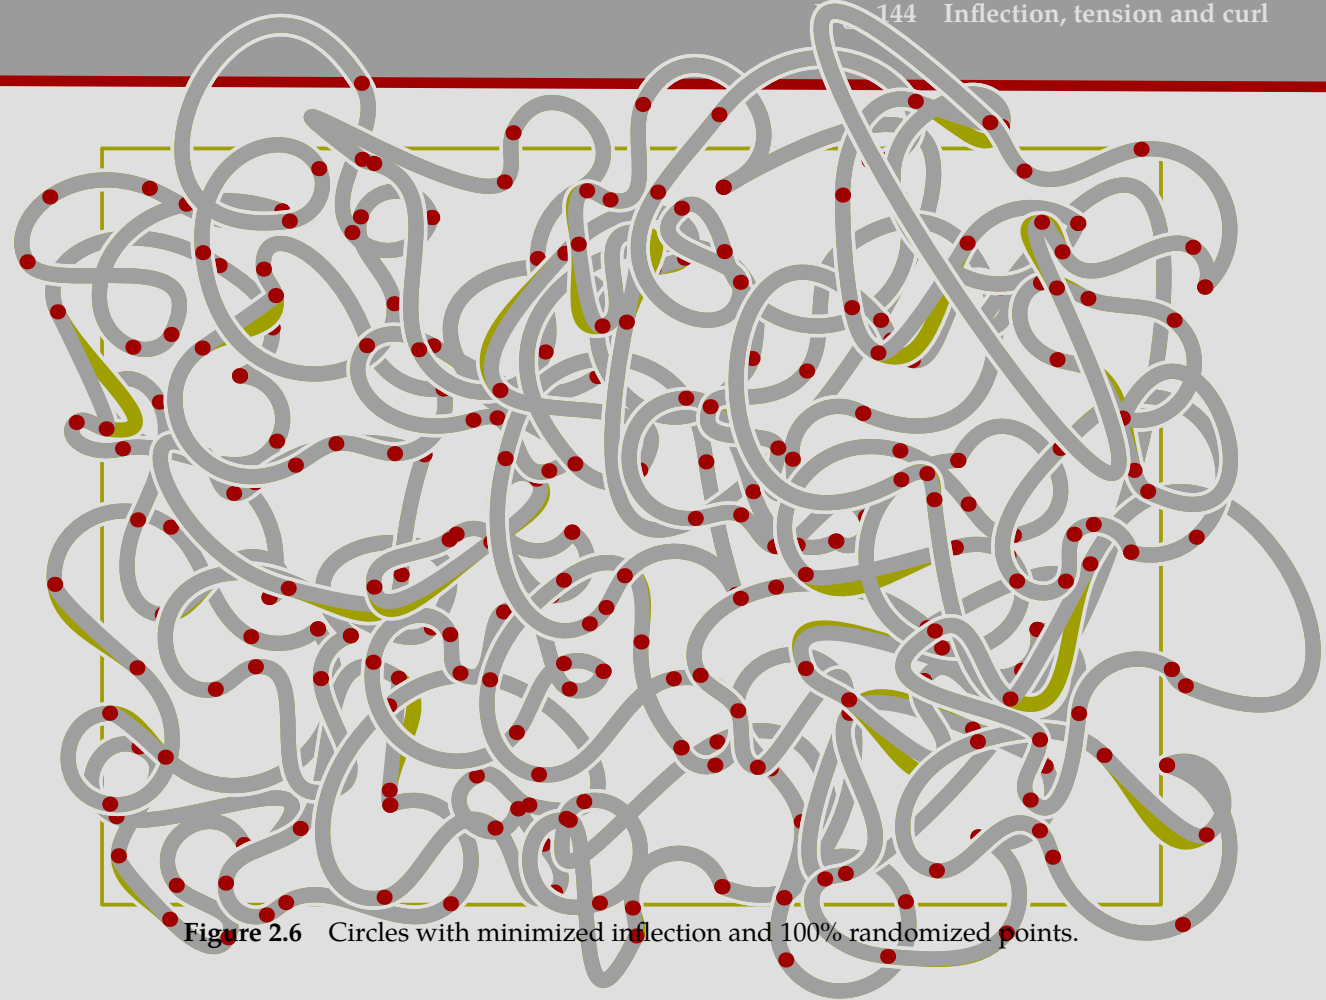 144 Inflection, tension and curl
Figure 2.6 Circles with minimized inflection and 100% randomized points.